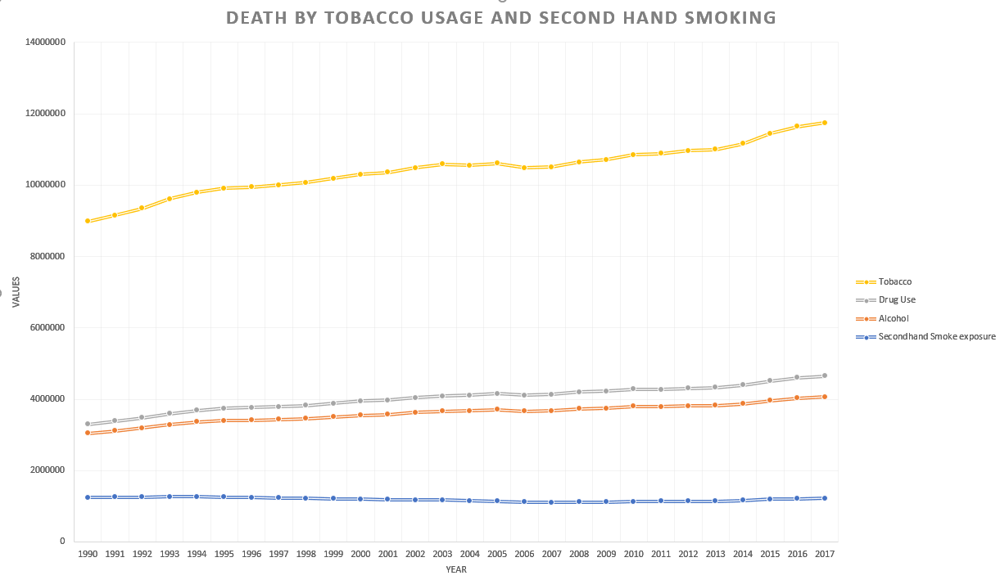 DEATH BY TOBACCO USAGE AND SECOND HAND SMOKING
14000000
12000000
10000000
8000000
6000000
4000000
2000000
0
VALUES
1990 1991 1992 1993 1994 1995 1996 1997 1998 1999 2000 2001 2002 2003 2004 2005 2006 2007 2008 2009 2010 2011 2012 2013 2014 2015 2016 2017
YEAR
Tobacco
Drug Use
Alcohol
Secondhand Smoke exposure